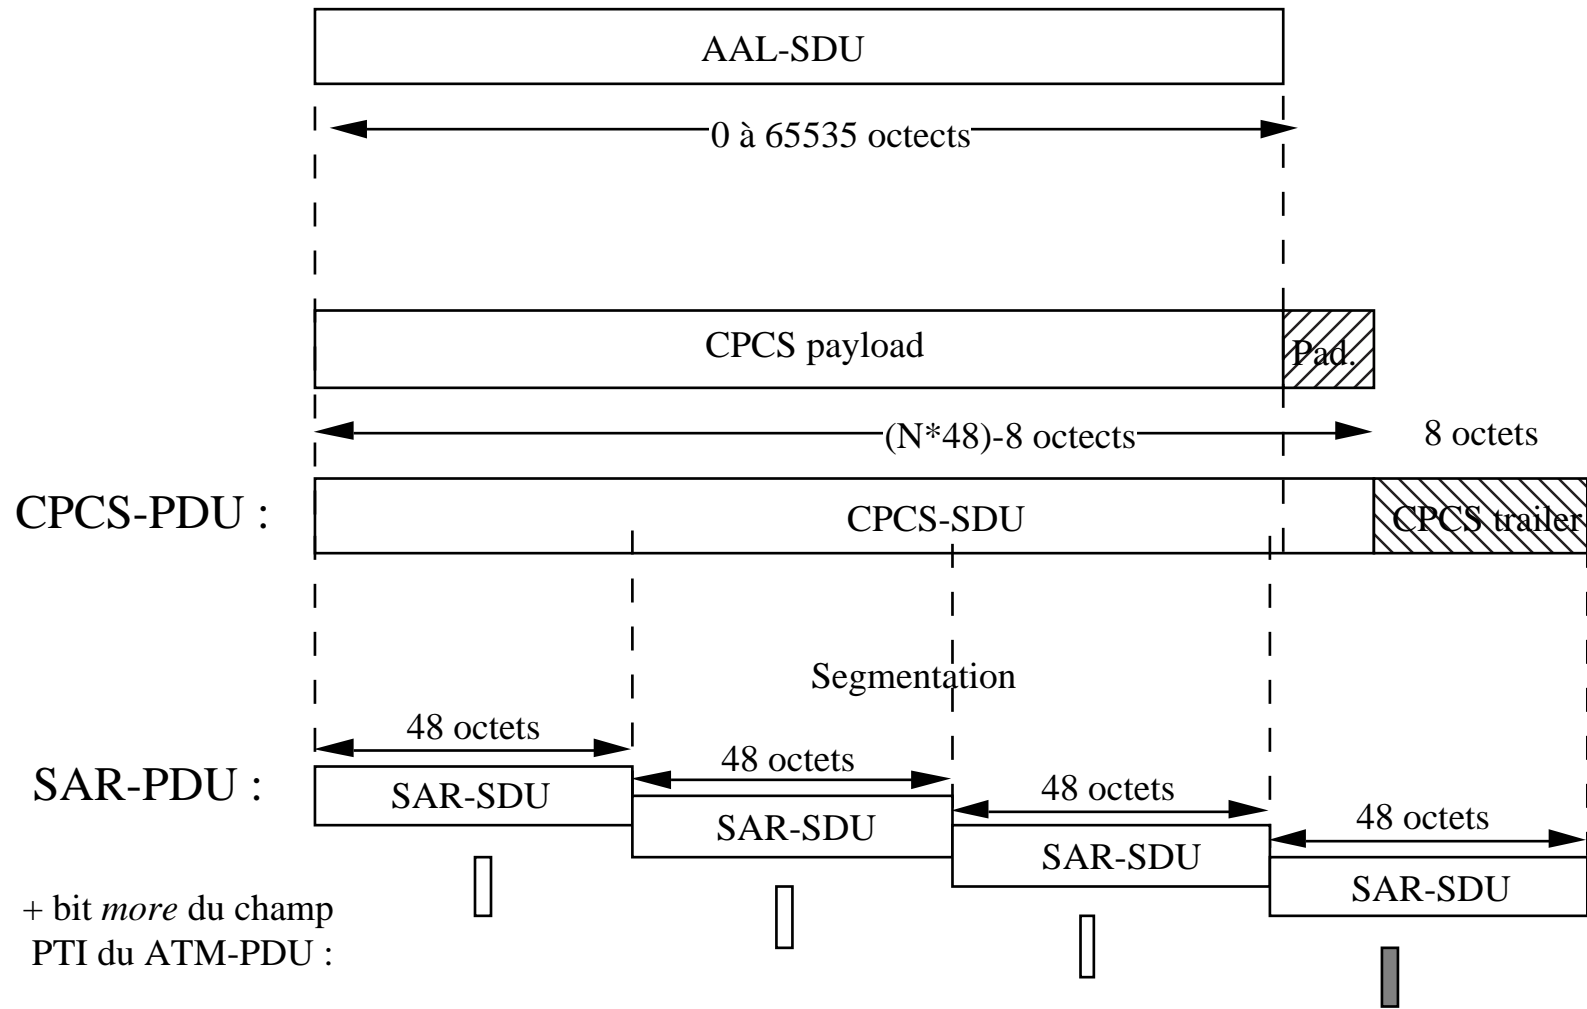 AAL-SDU
0 à 65535 octects
CPCS payload
Pad.
(N*48)-8 octects
8 octets
CPCS-PDU :
CPCS-SDU
CPCS trailer
Segmentation
48 octets
48 octets
48 octets
48 octets
SAR-PDU :
SAR-SDU
SAR-SDU
SAR-SDU
SAR-SDU
+ bit more du champ
PTI du ATM-PDU :